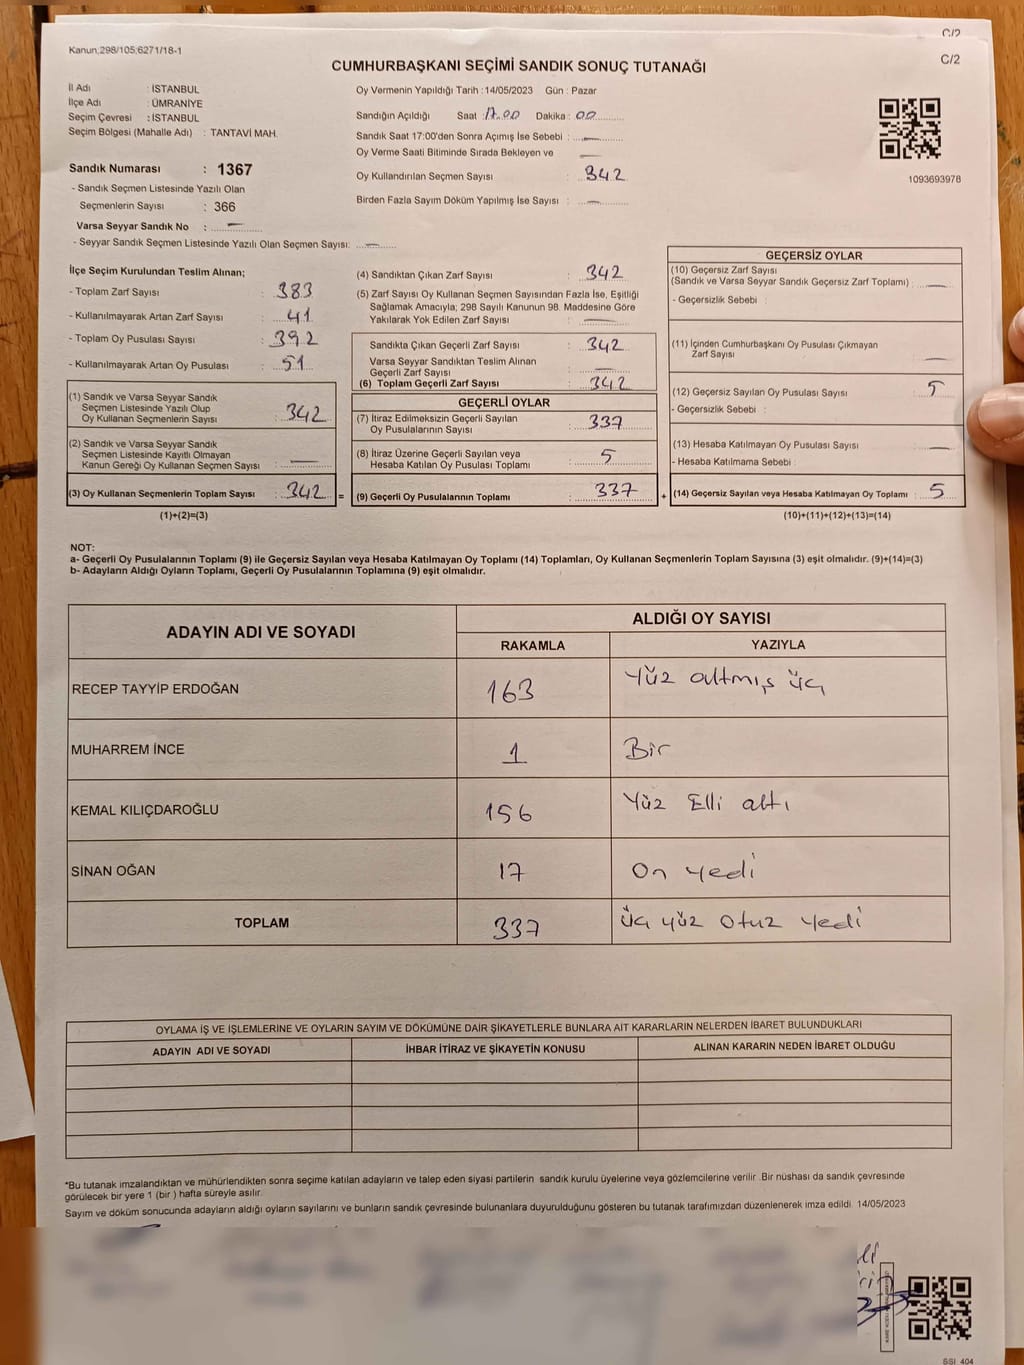 C/2
Kanun;298/105;6271/18-1
C/2
CUMHURBAŞKANI SEÇİMİ SANDIK SONUÇ TUTANAĞI
İl Adı : İSTANBUL
İlçe Adı : ÜMRANİYE
Seçim Çevresi : İSTANBUL
Seçim Bölgesi (Mahalle Adı) : TANTAVİ MAH.
Sandık Numarası : 1367
- Sandık Seçmen Listesinde Yazılı Olan
Seçmenlerin Sayısı : 366
Varsa Seyyar Sandık No : —
- Seyyar Sandık Seçmen Listesinde Yazılı Olan Seçmen Sayısı: —
Oy Vermenin Yapıldığı Tarih : 14/05/2023 Gün : Pazar
Sandığın Açıldığı Saat : 17.00 Dakika : 00
Sandık Saat 17:00'den Sonra Açımış İse Sebebi : —
Oy Verme Saati Bitiminde Sırada Bekleyen ve —
Oy Kullandırılan Seçmen Sayısı : 342
Birden Fazla Sayım Döküm Yapılmış İse Sayısı : —
1093693978
İlçe Seçim Kurulundan Teslim Alınan;
- Toplam Zarf Sayısı : 383
- Kullanılmayarak Artan Zarf Sayısı : 41
- Toplam Oy Pusulası Sayısı : 392
- Kullanılmayarak Artan Oy Pusulası : 51
(1) Sandık ve Varsa Seyyar Sandık
Seçmen Listesinde Yazılı Olup
Oy Kullanan Seçmenlerin Sayısı : 342
(2) Sandık ve Varsa Seyyar Sandık
Seçmen Listesinde Kayıtlı Olmayan
Kanun Gereği Oy Kullanan Seçmen Sayısı : —
(3) Oy Kullanan Seçmenlerin Toplam Sayısı : 342 =
(1)+(2)=(3)
(4) Sandıktan Çıkan Zarf Sayısı : 342
(5) Zarf Sayısı Oy Kullanan Seçmen Sayısından Fazla İse, Eşitliği
Sağlamak Amacıyla; 298 Sayılı Kanunun 98. Maddesine Göre
Yakılarak Yok Edilen Zarf Sayısı : —
Sandıkta Çıkan Geçerli Zarf Sayısı : 342
Varsa Seyyar Sandıktan Teslim Alınan
Geçerli Zarf Sayısı : —
(6) Toplam Geçerli Zarf Sayısı : 342
GEÇERLİ OYLAR
(7) İtiraz Edilmeksizin Geçerli Sayılan
Oy Pusulalarının Sayısı : 337
(8) İtiraz Üzerine Geçerli Sayılan veya
Hesaba Katılan Oy Pusulası Toplamı : 5
(9) Geçerli Oy Pusulalarının Toplamı : 337 +
GEÇERSİZ OYLAR
(10) Geçersiz Zarf Sayısı
(Sandık ve Varsa Seyyar Sandık Geçersiz Zarf Toplamı) : —
- Geçersizlik Sebebi :
(11) İçinden Cumhurbaşkanı Oy Pusulası Çıkmayan
Zarf Sayısı —
(12) Geçersiz Sayılan Oy Pusulası Sayısı : 5
- Geçersizlik Sebebi :
(13) Hesaba Katılmayan Oy Pusulası Sayısı : —
- Hesaba Katılmama Sebebi :
(14) Geçersiz Sayılan veya Hesaba Katılmayan Oy Toplamı : 5
(10)+(11)+(12)+(13)=(14)
NOT:
a- Geçerli Oy Pusulalarının Toplamı (9) ile Geçersiz Sayılan veya Hesaba Katılmayan Oy Toplamı (14) Toplamları, Oy Kullanan Seçmenlerin Toplam Sayısına (3) eşit olmalıdır. (9)+(14)=(3)
b- Adayların Aldığı Oyların Toplamı, Geçerli Oy Pusulalarının Toplamına (9) eşit olmalıdır.
ADAYIN ADI VE SOYADI ALDIĞI OY SAYISI
RAKAMLA YAZIYLA
RECEP TAYYİP ERDOĞAN 163 Yüz altmış üç
MUHARREM İNCE 1 Bir
KEMAL KILIÇDAROĞLU 156 Yüz Elli altı
SİNAN OĞAN 17 On yedi
TOPLAM 337 üç yüz otuz yedi
OYLAMA İŞ VE İŞLEMLERİNE VE OYLARIN SAYIM VE DÖKÜMÜNE DAİR ŞİKAYETLERLE BUNLARA AİT KARARLARIN NELERDEN İBARET BULUNDUKLARI
ADAYIN ADI VE SOYADI İHBAR İTİRAZ VE ŞİKAYETİN KONUSU ALINAN KARARIN NEDEN İBARET OLDUĞU
*Bu tutanak imzalandıktan ve mühürlendikten sonra seçime katılan adayların ve talep eden siyasi partilerin sandık kurulu üyelerine veya gözlemcilerine verilir .Bir nüshası da sandık çevresinde
görülecek bir yere 1 (bir ) hafta süreyle asılır.
Sayım ve döküm sonucunda adayların aldığı oyların sayılarını ve bunların sandık çevresinde bulunanlara duyurulduğunu gösteren bu tutanak tarafımızdan düzenlenerek imza edildi. 14/05/2023
SSI_404